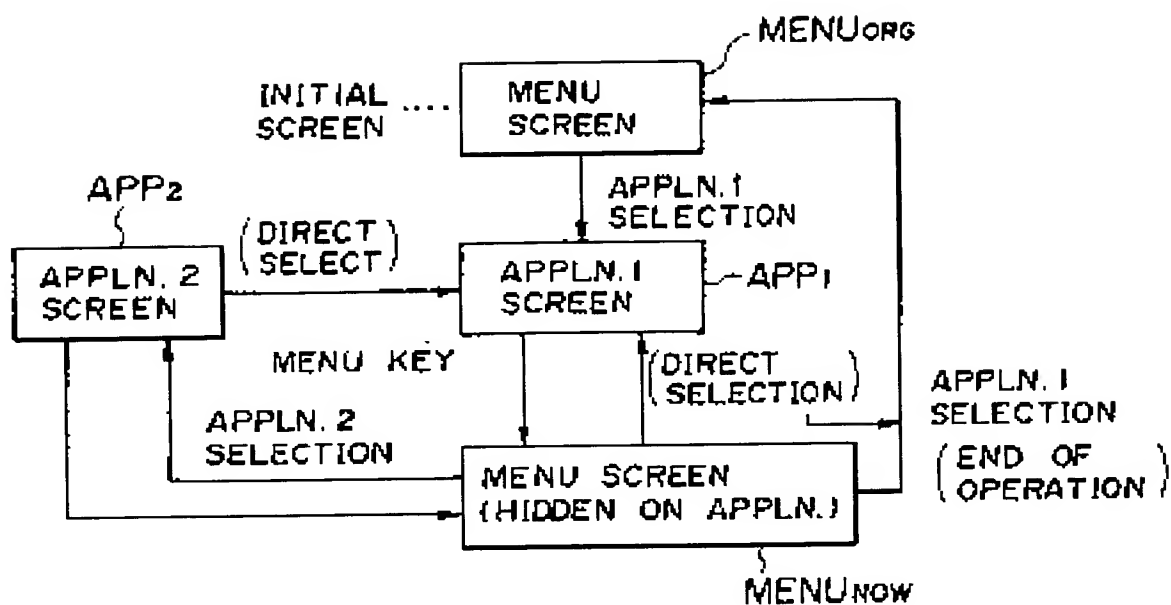 MENUORG
INITIAL ....
SCREEN
MENU
SCREEN
APPLN.1
SELECTION
APP2
(DIRECT
SELECT)
APPLN. 2
SCREEN
APPLN.1
SCREEN
APP1
MENU KEY
(DIRECT
SELECTION)
APPLN. 2
SELECTION
APPLN. 1
SELECTION
(END OF
OPERATION)
MENU SCREEN
(HIDDEN ON APPLN.)
MENUNOW